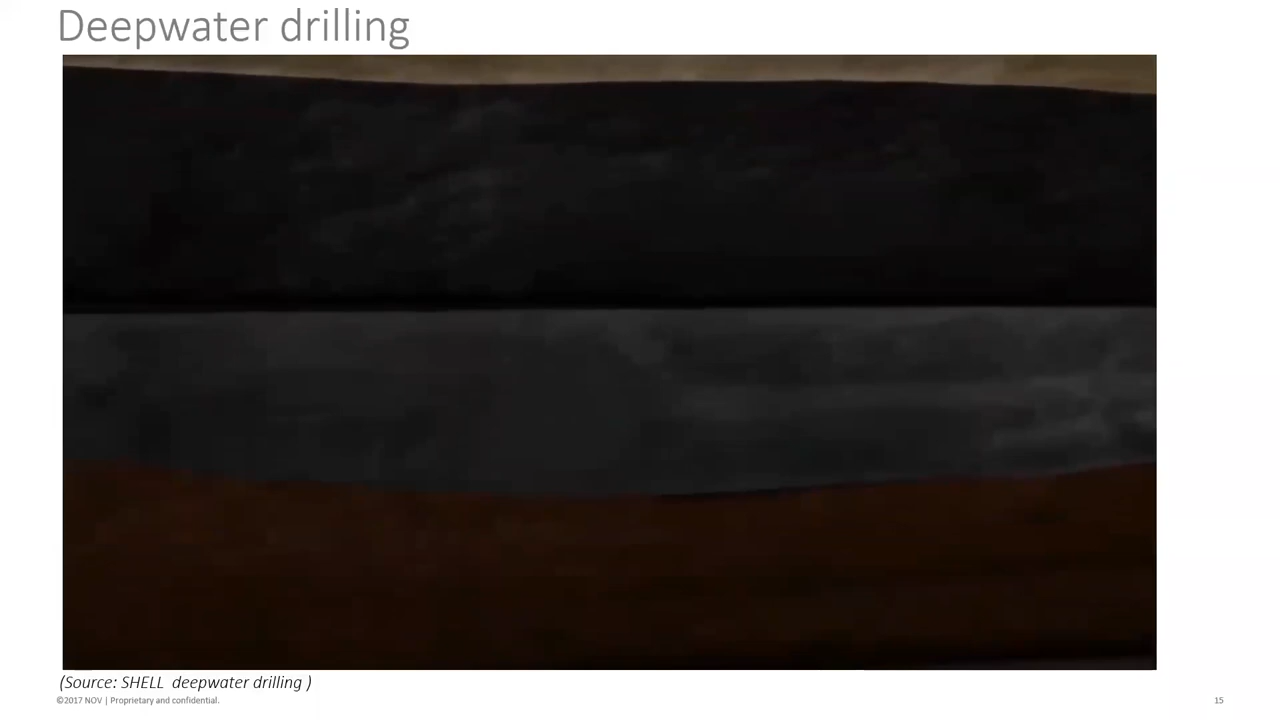 Deepwater drilling
(Source: SHELL deepwater drilling )
©2017 NOV | Proprietary and confidential.
15